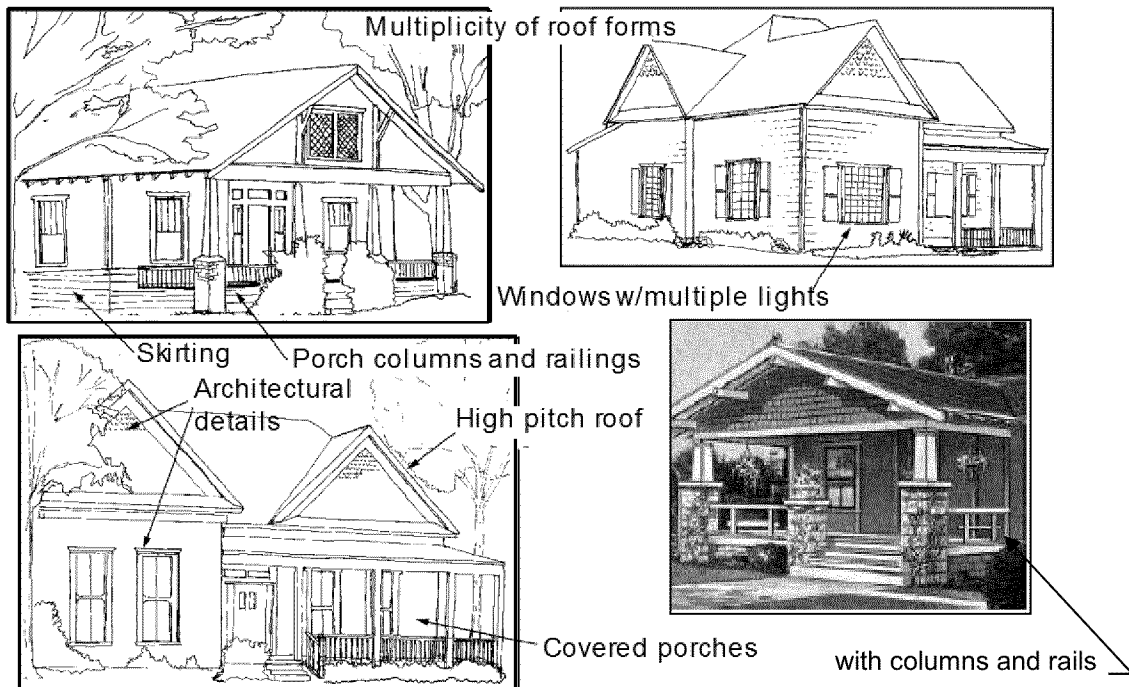 Multiplicity of roof forms
Windows w/multiple lights
Skirting
Porch columns and railings
Architectural
details
High pitch roof
Covered porches
with columns and rails